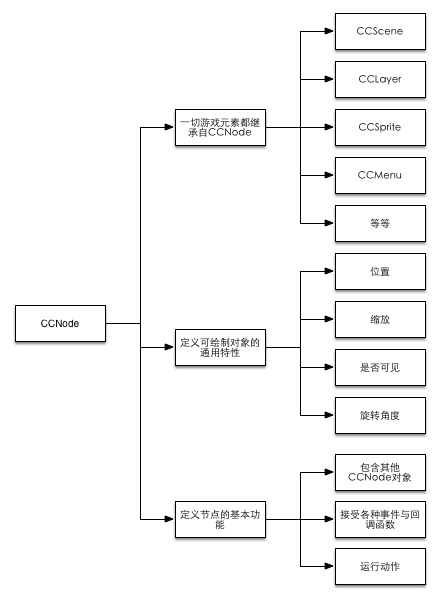 CCNode
一切游戏元素都继
承自CCNode
CCScene
CCLayer
CCSprite
CCMenu
等等
定义可绘制对象的
通用特性
位置
缩放
是否可见
旋转角度
定义节点的基本功
能
包含其他
CCNode对象
接受各种事件与回
调函数
运行动作